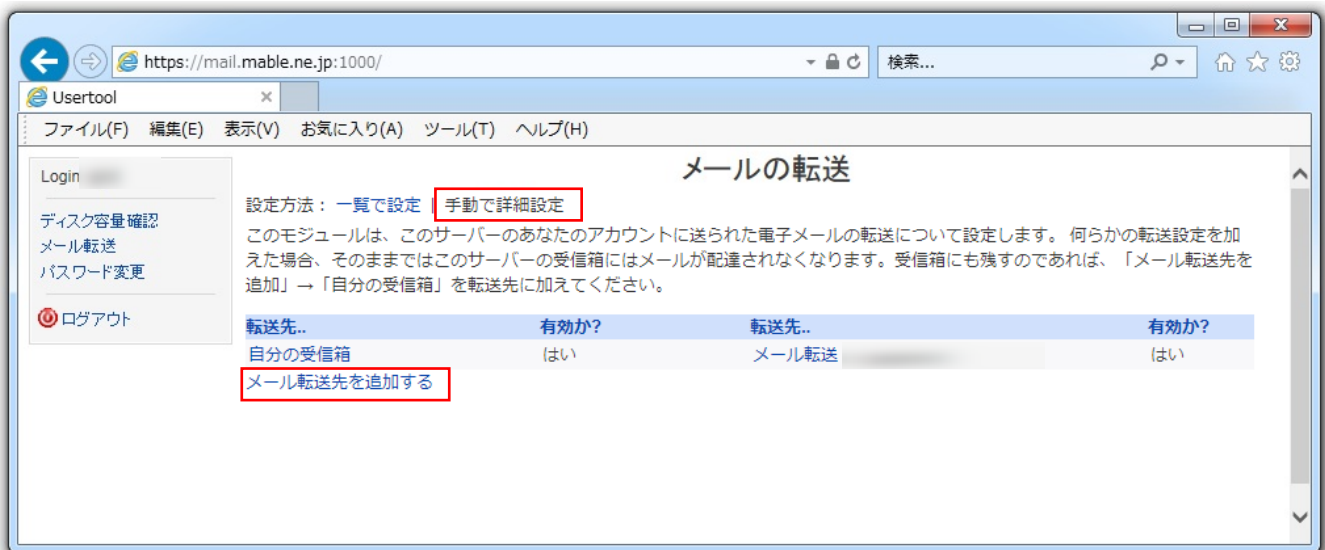 https://mail.mable.ne.jp:1000/
検索...
Usertool
ファイル(F) 編集(E) 表示(V) お気に入り(A) ツール(T) ヘルプ(H)
Login
ディスク容量確認
メール転送
パスワード変更
ログアウト
メールの転送
設定方法： 一覧で設定 | 手動で詳細設定
このモジュールは、このサーバーのあなたのアカウントに送られた電子メールの転送について設定します。 何らかの転送設定を加
えた場合、そのままではこのサーバーの受信箱にはメールが配達されなくなります。受信箱にも残すのであれば、「メール転送先を
追加」→「自分の受信箱」を転送先に加えてください。
転送先.. 有効か? 転送先.. 有効か?
自分の受信箱 はい メール転送 はい
メール転送先を追加する